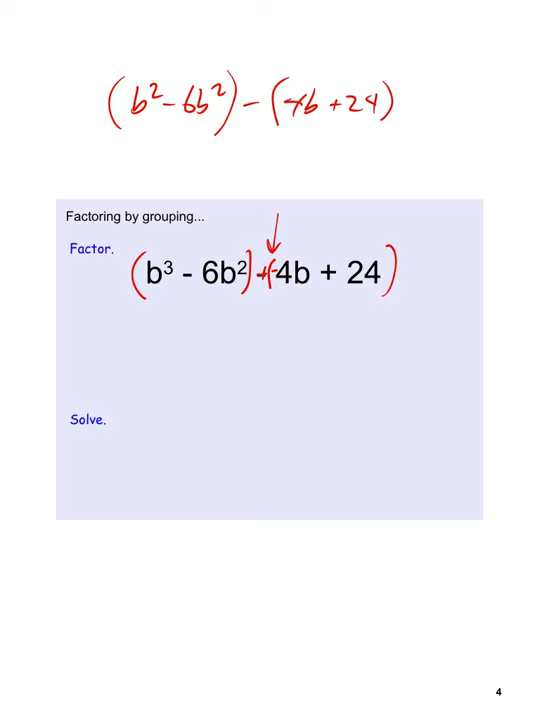 (b² - 6b²) - (4b + 24)
Factoring by grouping...
Factor.
(b³ - 6b²) + (-4b + 24)
Solve.
4